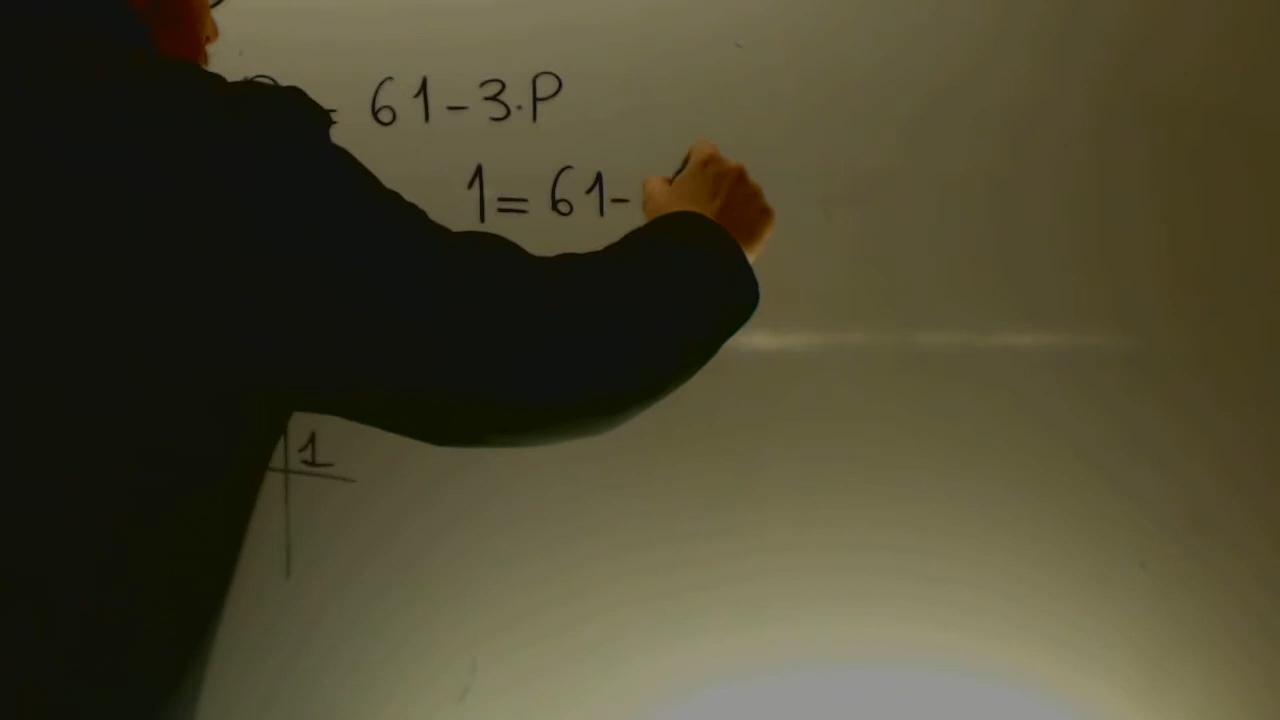 = 61-3·P
1= 61-
1